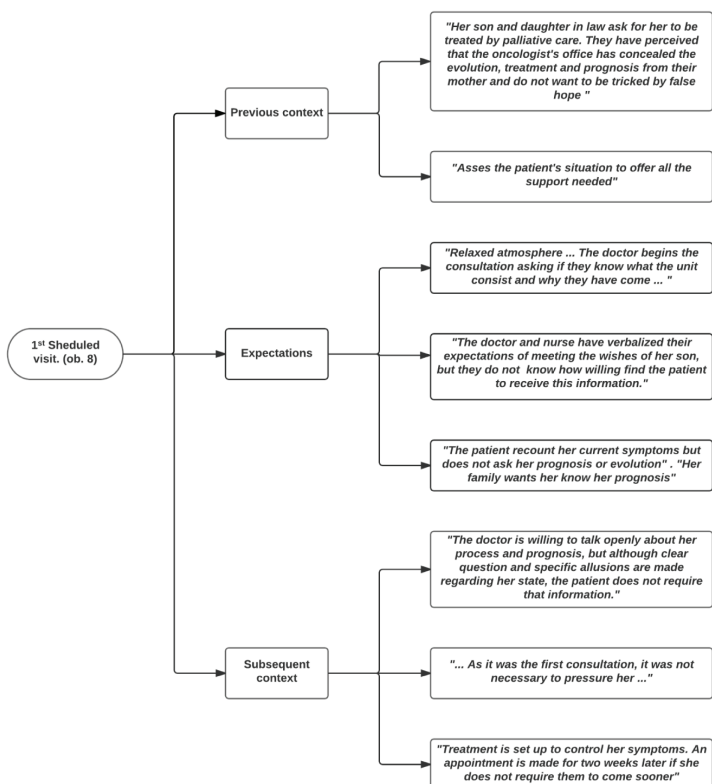 "Her son and daughter in law ask for her to be
treated by palliative care. They have perceived
that the oncologist's office has concealed the
evolution, treatment and prognosis from their
mother and do not want to be tricked by false
hope "
Previous context
"Asses the patient's situation to offer all the
support needed"
"Relaxed atmosphere ... The doctor begins the
consultation asking if they know what the unit
consist and why they have come ... "
1st Sheduled
visit. (ob. 8)
Expectations
"The doctor and nurse have verbalized their
expectations of meeting the wishes of her son,
but they do not know how willing find the patient
to receive this information."
"The patient recount her current symptoms but
does not ask her prognosis or evolution" . "Her
family wants her know her prognosis"
"The doctor is willing to talk openly about her
process and prognosis, but although clear
question and specific allusions are made
regarding her state, the patient does not require
that information."
Subsequent
context
"... As it was the first consultation, it was not
necessary to pressure her ..."
"Treatment is set up to control her symptoms. An
appointment is made for two weeks later if she
does not require them to come sooner"